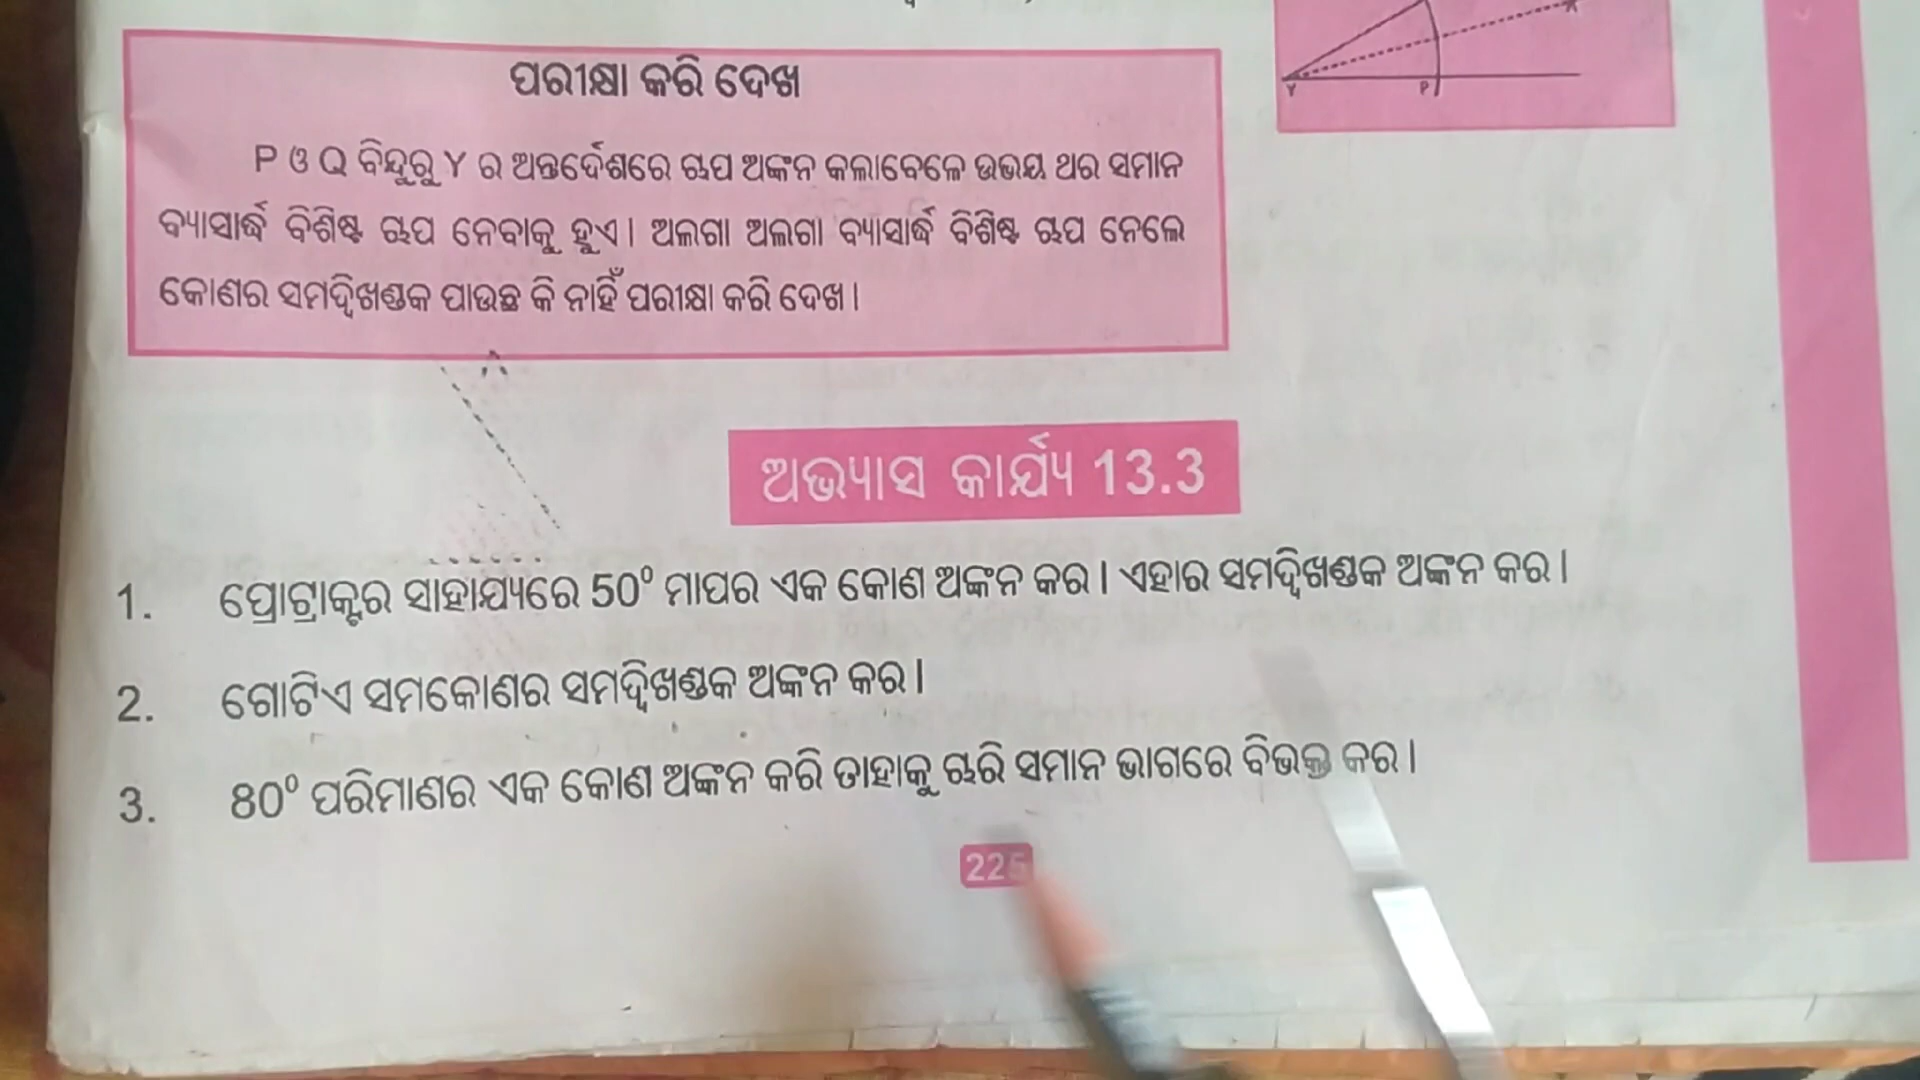 Y
P
ପରୀକ୍ଷା କରି ଦେଖ
P ଓ Q ବିନ୍ଦୁରୁ Y ର ଅନ୍ତର୍ଦେଶରେ ଚାପ ଅଙ୍କନ କଲାବେଳେ ଉଭୟ ଥର ସମାନ
ବ୍ୟାସାର୍ଦ୍ଧ ବିଶିଷ୍ଟ ଚାପ ନେବାକୁ ହୁଏ। ଅଲଗା ଅଲଗା ବ୍ୟାସାର୍ଦ୍ଧ ବିଶିଷ୍ଟ ଚାପ ନେଲେ
କୋଣର ସମଦ୍ବିଖଣ୍ଡକ ପାଉଛ କି ନାହିଁ ପରୀକ୍ଷା କରି ଦେଖ।
ଅଭ୍ୟାସ କାର୍ଯ୍ୟ 13.3
1. ପ୍ରୋଟ୍ରାକ୍ଟର ସାହାଯ୍ୟରେ 50⁰ ମାପର ଏକ କୋଣ ଅଙ୍କନ କର। ଏହାର ସମଦ୍ବିଖଣ୍ଡକ ଅଙ୍କନ କର।
2. ଗୋଟିଏ ସମକୋଣର ସମଦ୍ବିଖଣ୍ଡକ ଅଙ୍କନ କର।
3. 80⁰ ପରିମାଣର ଏକ କୋଣ ଅଙ୍କନ କରି ତାହାକୁ ଚାରି ସମାନ ଭାଗରେ ବିଭକ୍ତ କର।
225